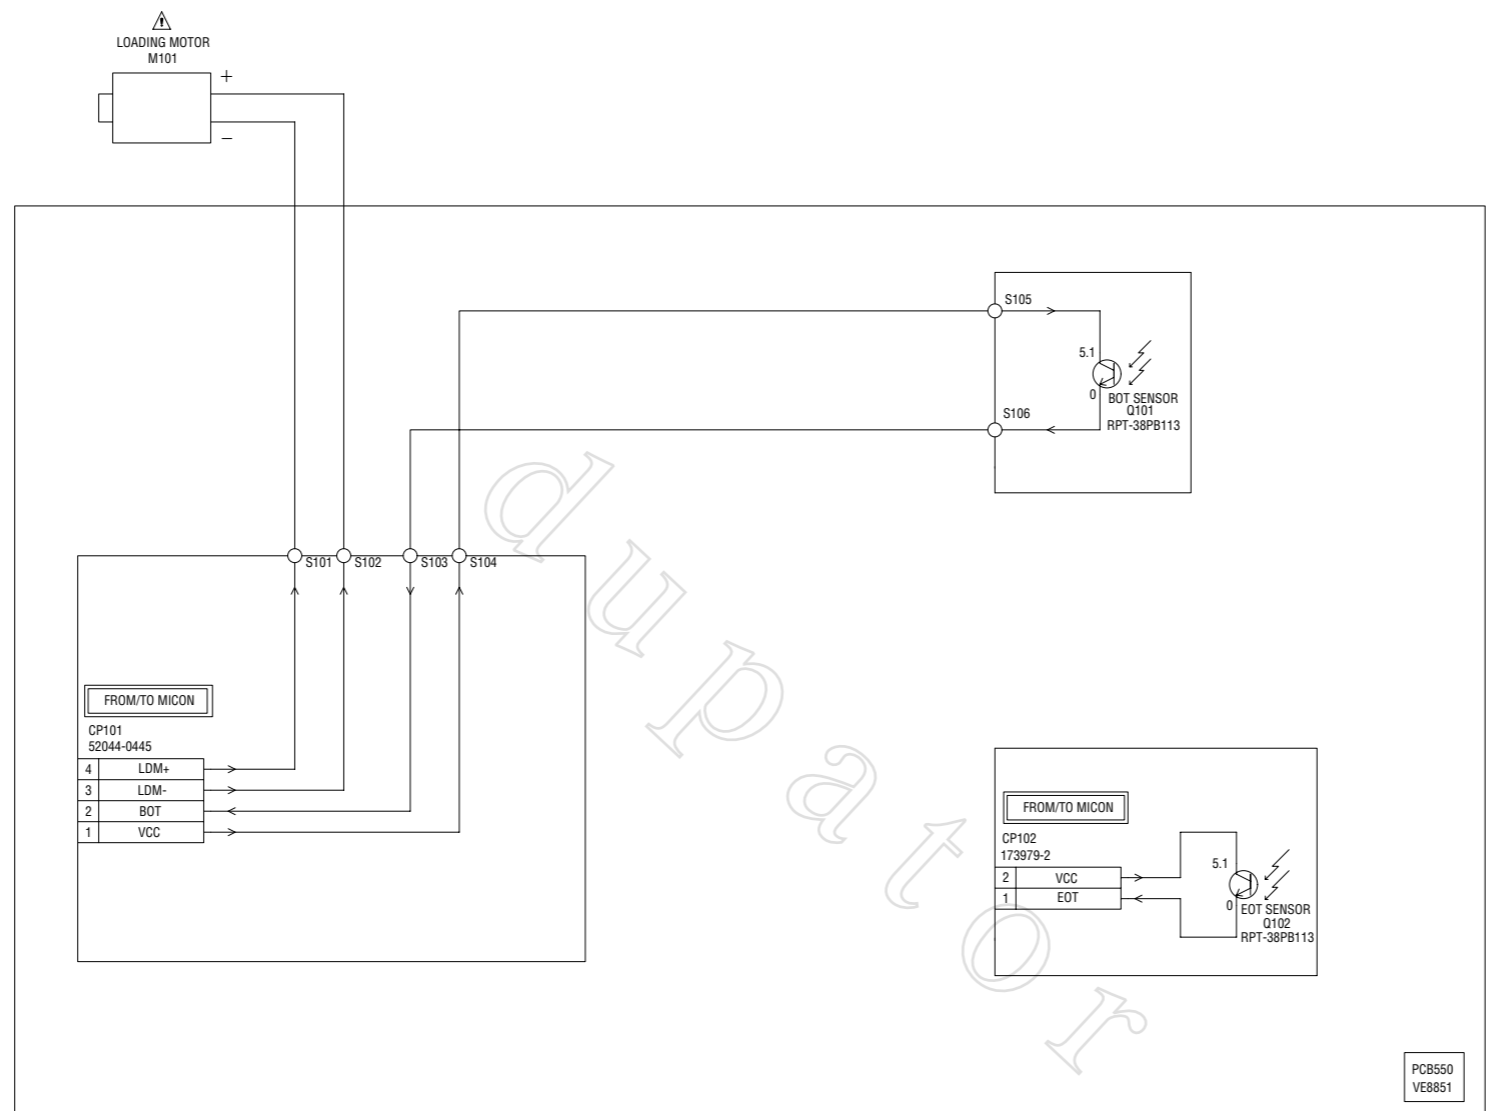 LOADING MOTOR
M101
+
−
S105
5.1
0
BOT SENSOR
Q101
RPT-38PB113
S106
S101
S102
S103
S104
FROM/TO MICON
CP101
52044-0445
4 LDM+
3 LDM-
2 BOT
1 VCC
FROM/TO MICON
CP102
173979-2
2 VCC
1 EOT
5.1
0
EOT SENSOR
Q102
RPT-38PB113
dupator
PCB550
VE8851